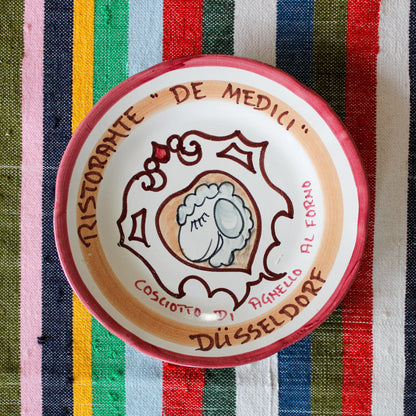 RISTORANTE "DE MEDICI"
COSCIOTTO DI AGNELLO AL FORNO
DÜSSELDORF